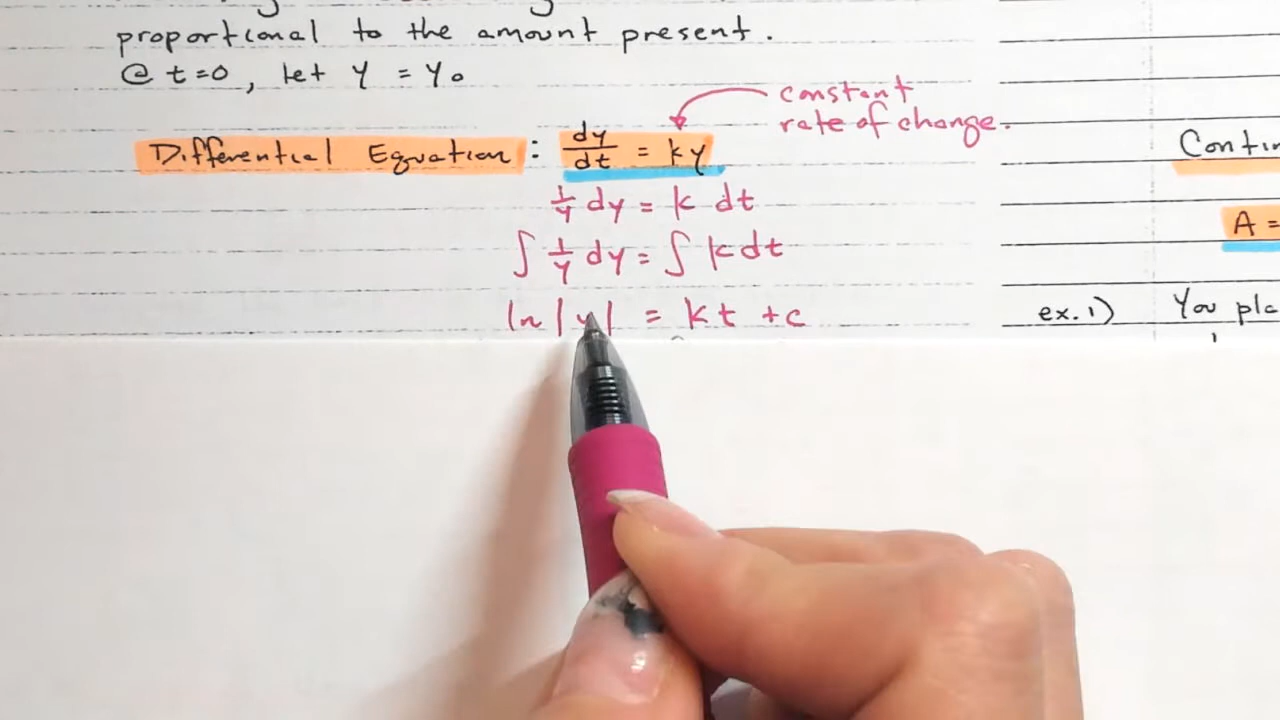 proportional to the amount present.
@ t=0, let y = y₀
constant
rate of change.
Differential Equation : dy/dt = ky
1/y dy = k dt
∫ 1/y dy = ∫ k dt
ln |y| = kt + c
Contin
A =
ex.1) You pla